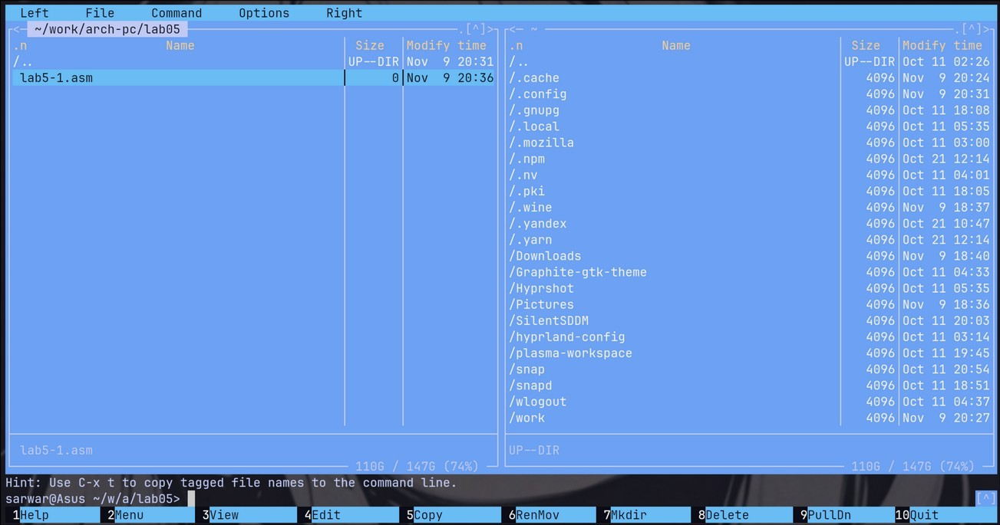 Left File Command Options Right
<─ ~/work/arch-pc/lab05 ─.[^]>
.n Name Size Modify time
/.. UP--DIR Nov 9 20:31
lab5-1.asm 0 Nov 9 20:36
lab5-1.asm
110G / 147G (74%)
<─ ~ ─.[^]>
.n Name Size Modify time
/.. UP--DIR Oct 11 02:26
/.cache 4096 Nov 9 20:24
/.config 4096 Nov 9 20:31
/.gnupg 4096 Oct 11 18:08
/.local 4096 Oct 11 05:35
/.mozilla 4096 Oct 11 03:00
/.npm 4096 Oct 21 12:14
/.nv 4096 Oct 11 04:01
/.pki 4096 Oct 11 18:05
/.wine 4096 Nov 9 18:37
/.yandex 4096 Oct 21 10:47
/.yarn 4096 Oct 21 12:14
/Downloads 4096 Nov 9 18:40
/Graphite-gtk-theme 4096 Oct 11 04:33
/Hyprshot 4096 Oct 11 05:35
/Pictures 4096 Nov 9 18:36
/SilentSDDM 4096 Oct 11 20:03
/hyprland-config 4096 Oct 11 03:14
/plasma-workspace 4096 Oct 11 19:45
/snap 4096 Oct 11 20:54
/snapd 4096 Oct 11 18:51
/wlogout 4096 Oct 11 04:37
/work 4096 Nov 9 20:27
UP--DIR
110G / 147G (74%)
Hint: Use C-x t to copy tagged file names to the command line.
sarwar@Asus ~/w/a/lab05> [^]
1Help 2Menu 3View 4Edit 5Copy 6RenMov 7Mkdir 8Delete 9PullDn 10Quit